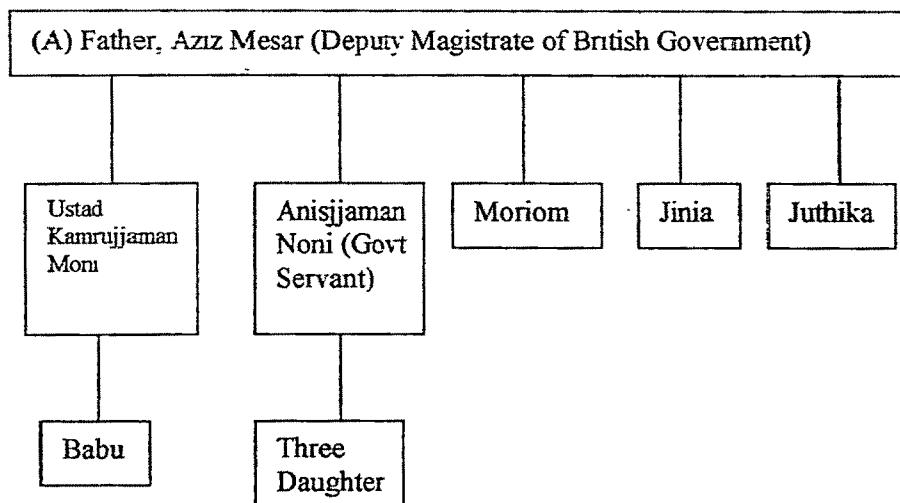 (A) Father, Aziz Mesar (Deputy Magistrate of British Government)
Ustad
Kamrujjaman
Moni
Anisjjaman
Noni (Govt
Servant)
Moriom
Jinia
Juthika
Babu
Three
Daughter